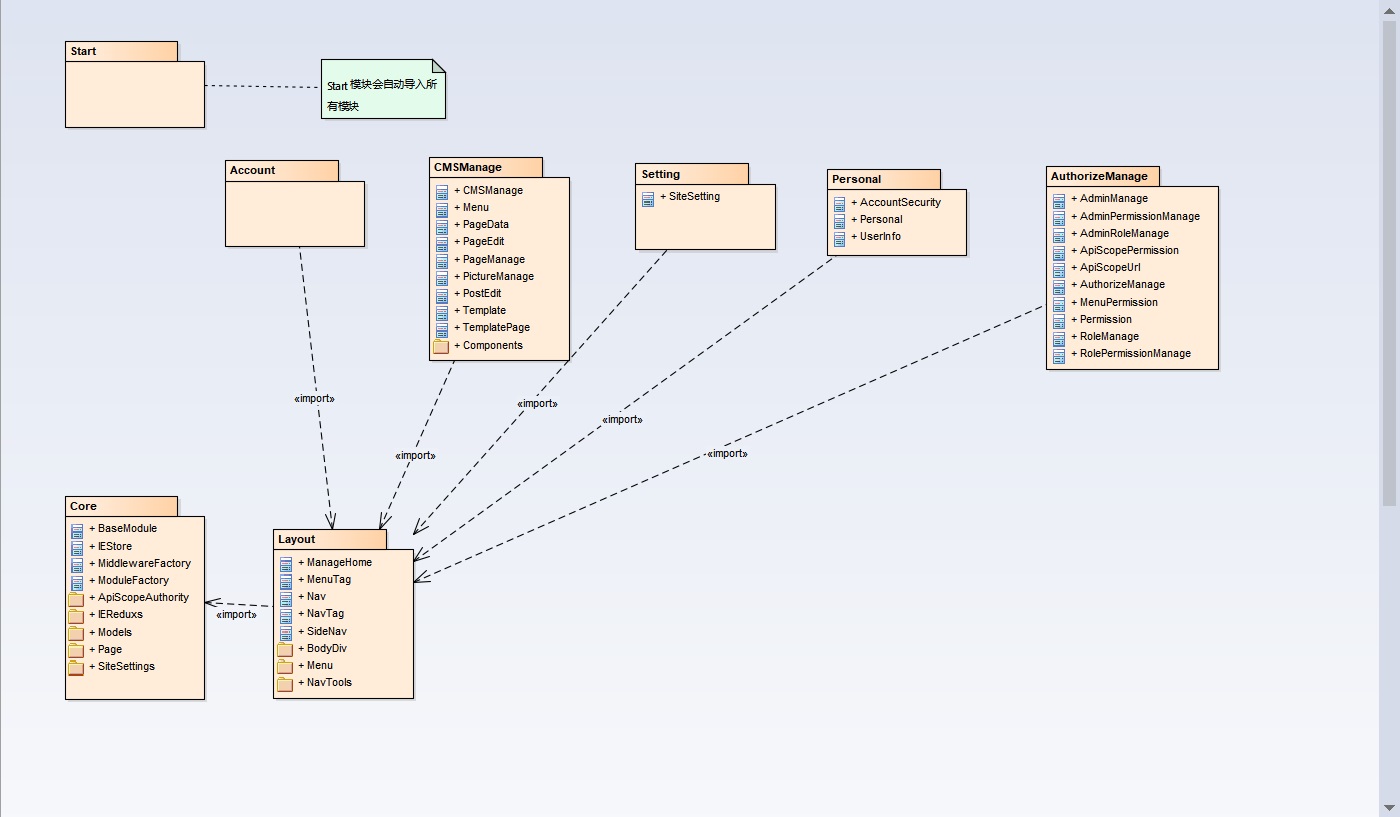 Start
Start 模块会自动导入所
有模块
Account
CMSManage
+ CMSManage
+ Menu
+ PageData
+ PageEdit
+ PageManage
+ PictureManage
+ PostEdit
+ Template
+ TemplatePage
+ Components
Setting
+ SiteSetting
Personal
+ AccountSecurity
+ Personal
+ UserInfo
AuthorizeManage
+ AdminManage
+ AdminPermissionManage
+ AdminRoleManage
+ ApiScopePermission
+ ApiScopeUrl
+ AuthorizeManage
+ MenuPermission
+ Permission
+ RoleManage
+ RolePermissionManage
«import»
«import»
«import»
«import»
«import»
Core
+ BaseModule
+ IEStore
+ MiddlewareFactory
+ ModuleFactory
+ ApiScopeAuthority
+ IEReduxs
+ Models
+ Page
+ SiteSettings
«import»
Layout
+ ManageHome
+ MenuTag
+ Nav
+ NavTag
+ SideNav
+ BodyDiv
+ Menu
+ NavTools